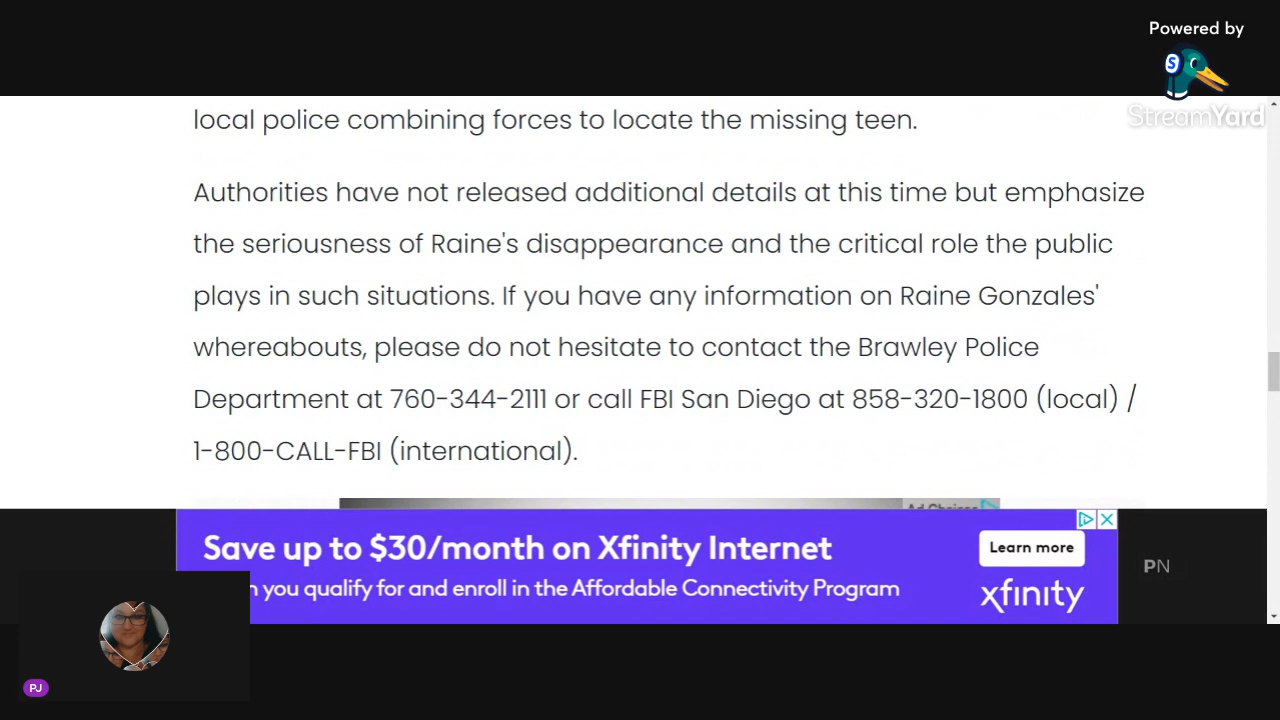 Powered by
StreamYard
local police combining forces to locate the missing teen.
Authorities have not released additional details at this time but emphasize
the seriousness of Raine's disappearance and the critical role the public
plays in such situations. If you have any information on Raine Gonzales'
whereabouts, please do not hesitate to contact the Brawley Police
Department at 760-344-2111 or call FBI San Diego at 858-320-1800 (local) /
1-800-CALL-FBI (international).
Ad Choices
Save up to $30/month on Xfinity Internet
you qualify for and enroll in the Affordable Connectivity Program
Learn more
xfinity
PN
PJ